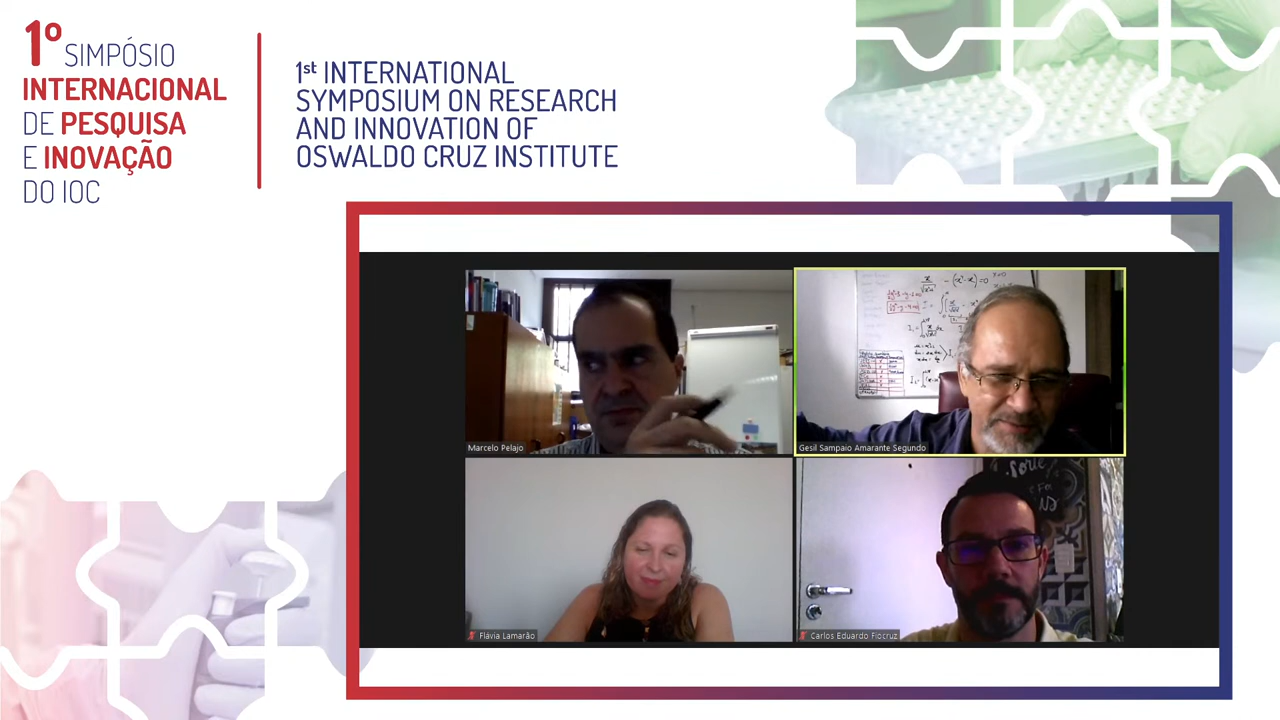 1º SIMPÓSIO
INTERNACIONAL
DE PESQUISA
E INOVAÇÃO
DO IOC
1st INTERNATIONAL
SYMPOSIUM ON RESEARCH
AND INNOVATION OF
OSWALDO CRUZ INSTITUTE
Marcelo Pelajo
Gesil Sampaio Amarante Segundo
Flávia Lamarão
Carlos Eduardo Fiocruz